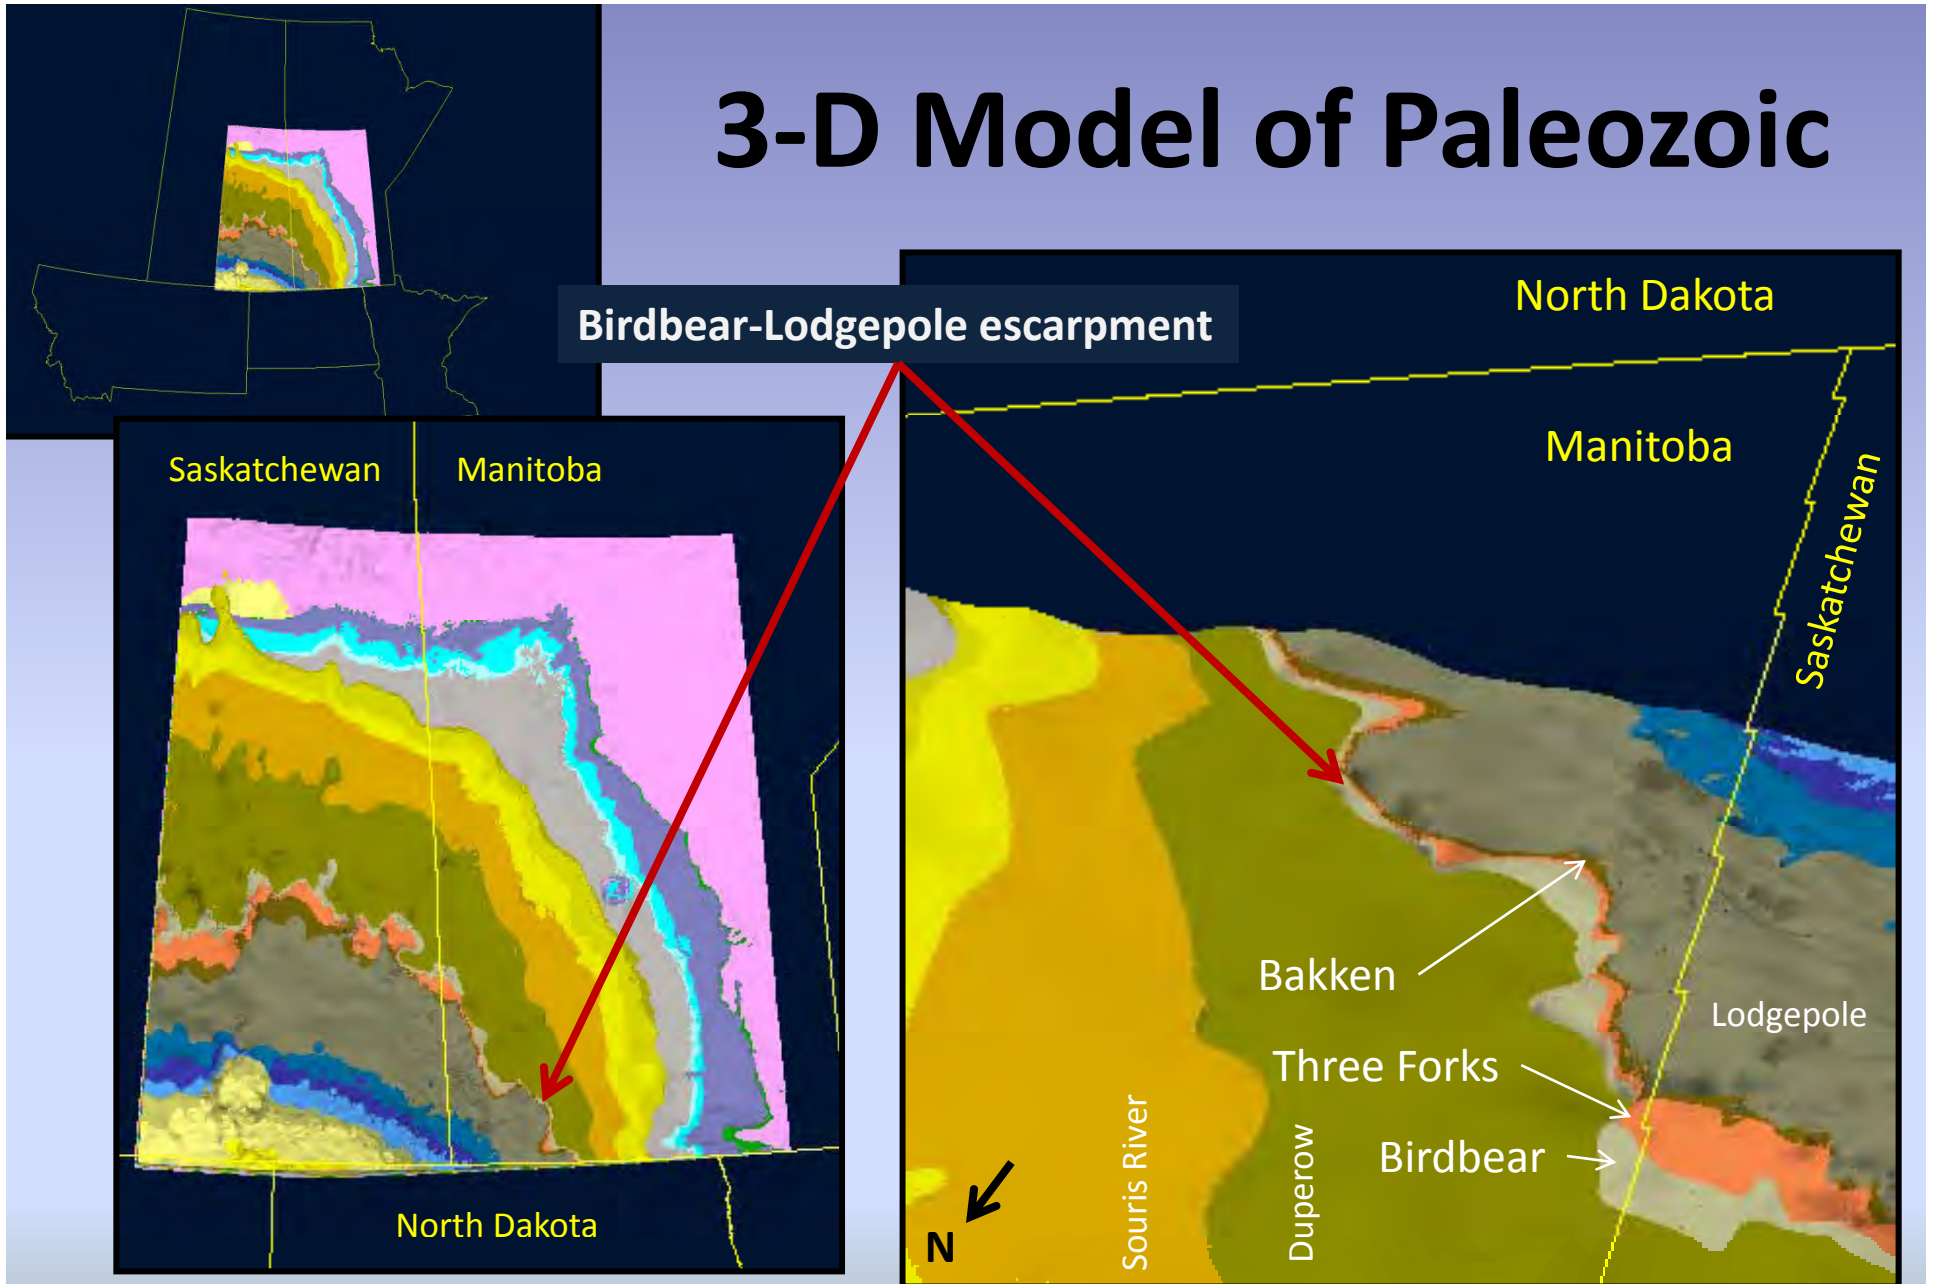 3-D Model of Paleozoic
Birdbear-Lodgepole escarpment
Saskatchewan
Manitoba
North Dakota
North Dakota
Manitoba
Saskatchewan
Bakken
Lodgepole
Three Forks
Birdbear
Souris River
Duperow
N